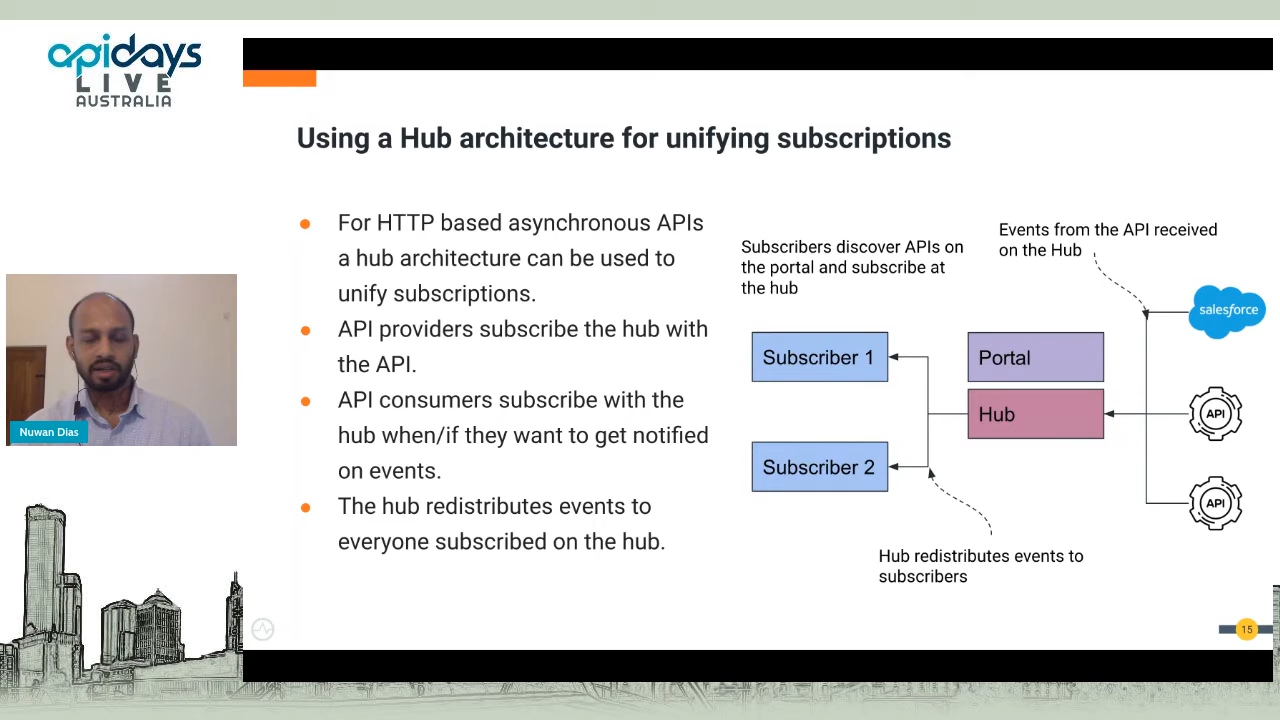 apidays
LIVE
AUSTRALIA
Using a Hub architecture for unifying subscriptions
● For HTTP based asynchronous APIs
a hub architecture can be used to
unify subscriptions.
● API providers subscribe the hub with
the API.
● API consumers subscribe with the
hub when/if they want to get notified
on events.
● The hub redistributes events to
everyone subscribed on the hub.
Subscribers discover APIs on
the portal and subscribe at
the hub
Events from the API received
on the Hub
salesforce
Subscriber 1
Portal
Hub
API
Subscriber 2
API
Hub redistributes events to
subscribers
Nuwan Dias
15